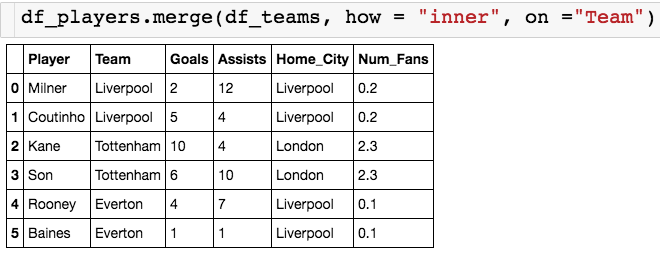 df_players.merge(df_teams, how = "inner", on ="Team")
Player Team Goals Assists Home_City Num_Fans
0 Milner Liverpool 2 12 Liverpool 0.2
1 Coutinho Liverpool 5 4 Liverpool 0.2
2 Kane Tottenham 10 4 London 2.3
3 Son Tottenham 6 10 London 2.3
4 Rooney Everton 4 7 Liverpool 0.1
5 Baines Everton 1 1 Liverpool 0.1